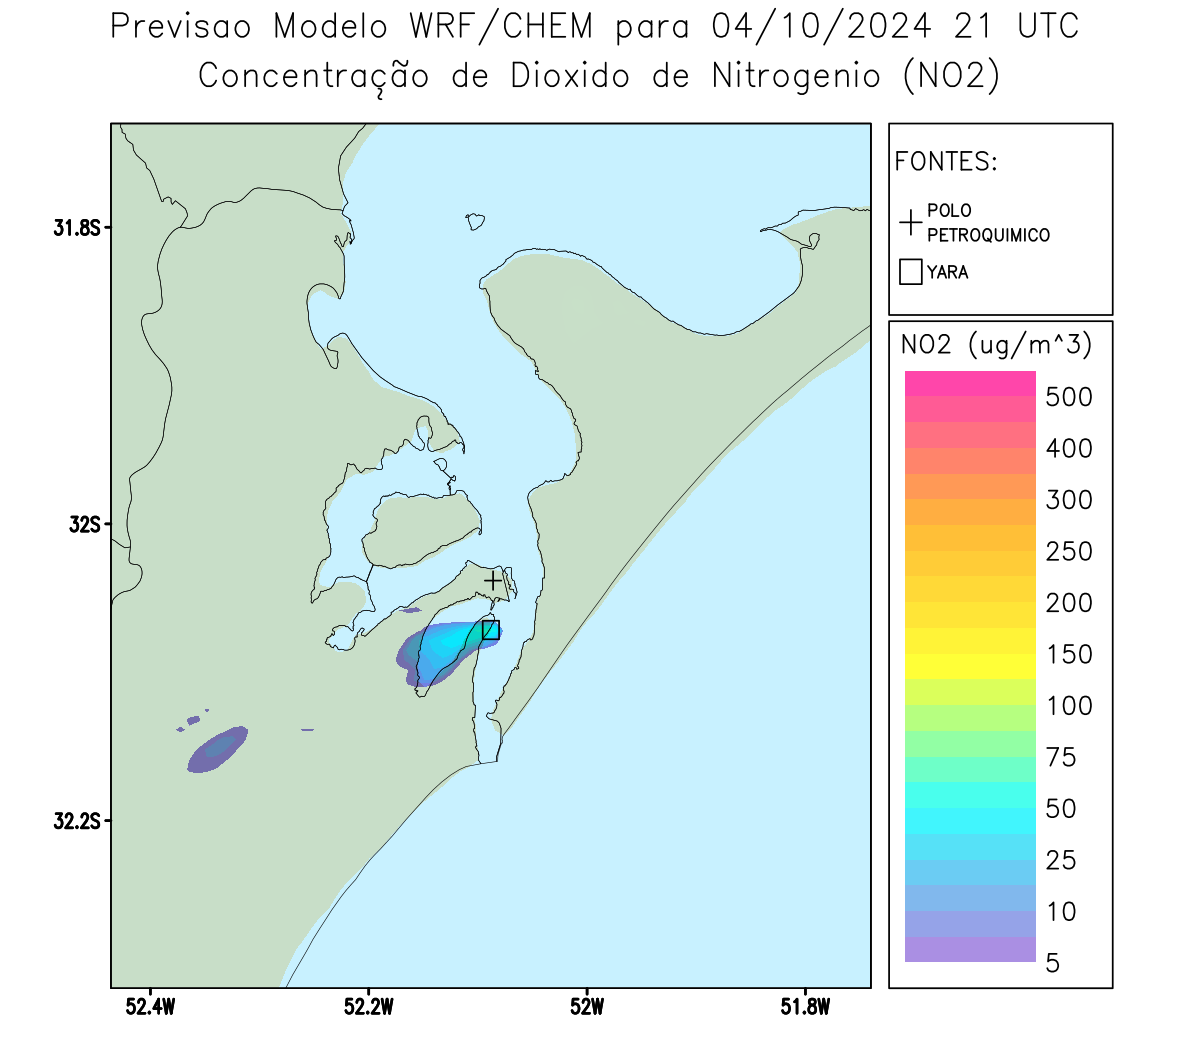 Previsao Modelo WRF/CHEM para 04/10/2024 21 UTC
Concentração de Dioxido de Nitrogenio (NO2)
FONTES:
POLO
PETROQUIMICO
YARA
NO2 (ug/m^3)
500
400
300
250
200
150
100
75
50
25
10
5
31.8S
32S
32.2S
52.4W
52.2W
52W
51.8W